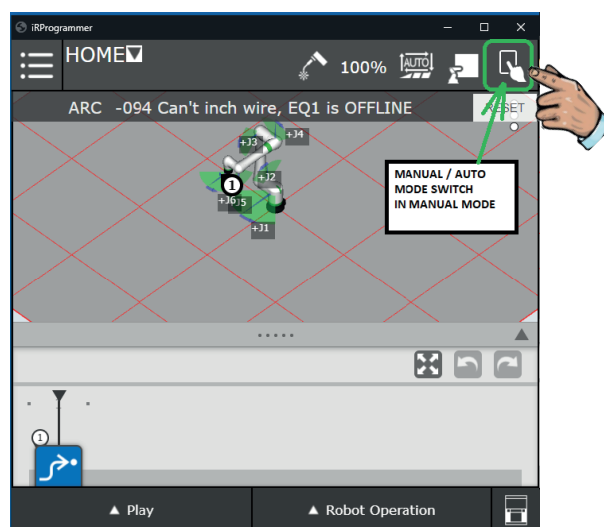 iRProgrammer
HOME
100%
AUTO
ARC -094 Can't inch wire, EQ1 is OFFLINE
RESET
+J3
+J4
+J2
1
+J6
J5
+J1
MANUAL / AUTO
MODE SWITCH
IN MANUAL MODE
1
Play
Robot Operation